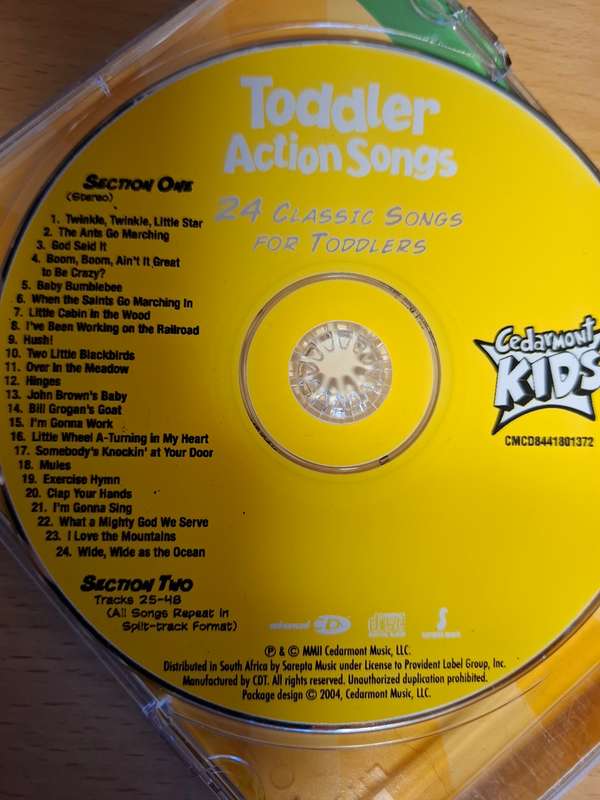 Toddler
Action Songs
24 CLASSIC SONGS
FOR TODDLERS
SECTION ONE
(Stereo)
1. Twinkle, Twinkle, Little Star
2. The Ants Go Marching
3. God Said It
4. Boom, Boom, Ain't It Great
to Be Crazy?
5. Baby Bumblebee
6. When the Saints Go Marching In
7. Little Cabin in the Wood
8. I've Been Working on the Railroad
9. Hush!
10. Two Little Blackbirds
11. Over in the Meadow
12. Hinges
13. John Brown's Baby
14. Bill Grogan's Goat
15. I'm Gonna Work
16. Little Wheel A-Turning in My Heart
17. Somebody's Knockin' at Your Door
18. Mules
19. Exercise Hymn
20. Clap Your Hands
21. I'm Gonna Sing
22. What a Mighty God We Serve
23. I Love the Mountains
24. Wide, Wide as the Ocean
SECTION TWO
Tracks 25-48
(All Songs Repeat in
Split-track Format)
Cedarmont
KIDS
CMCD8441801372
℗ & © MMII Cedarmont Music, LLC.
Distributed in South Africa by Sarepta Music under License to Provident Label Group, Inc.
Manufactured by CDT. All rights reserved. Unauthorized duplication prohibited.
Package design © 2004, Cedarmont Music, LLC.